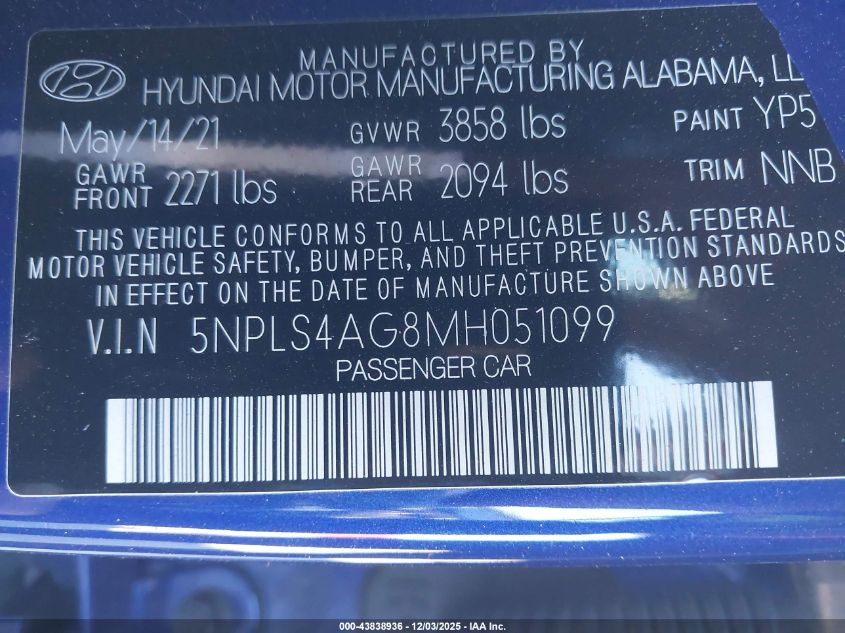 MANUFACTURED BY
HYUNDAI MOTOR MANUFACTURING ALABAMA, LL
May/14/21 GVWR 3858 lbs PAINT YP5
GAWR FRONT 2271 lbs GAWR REAR 2094 lbs TRIM NNB
THIS VEHICLE CONFORMS TO ALL APPLICABLE U.S.A. FEDERAL
MOTOR VEHICLE SAFETY, BUMPER, AND THEFT PREVENTION STANDARDS
IN EFFECT ON THE DATE OF MANUFACTURE SHOWN ABOVE
V.I.N 5NPLS4AG8MH051099
PASSENGER CAR
000-43838936 - 12/03/2025 - IAA Inc.